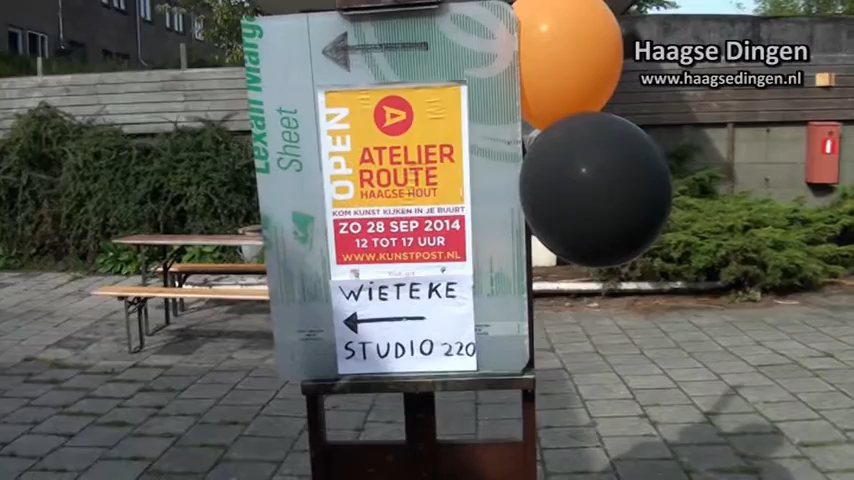 Haagse Dingen
www.haagsedingen.nl
Lexan Marg
Sheet
OPEN
A
ATELIER
ROUTE
HAAGSE HOUT
KOM KUNST KIJKEN IN JE BUURT
ZO 28 SEP 2014
12 TOT 17 UUR
WWW.KUNSTPOST.NL
WIETEKE
STUDIO 220